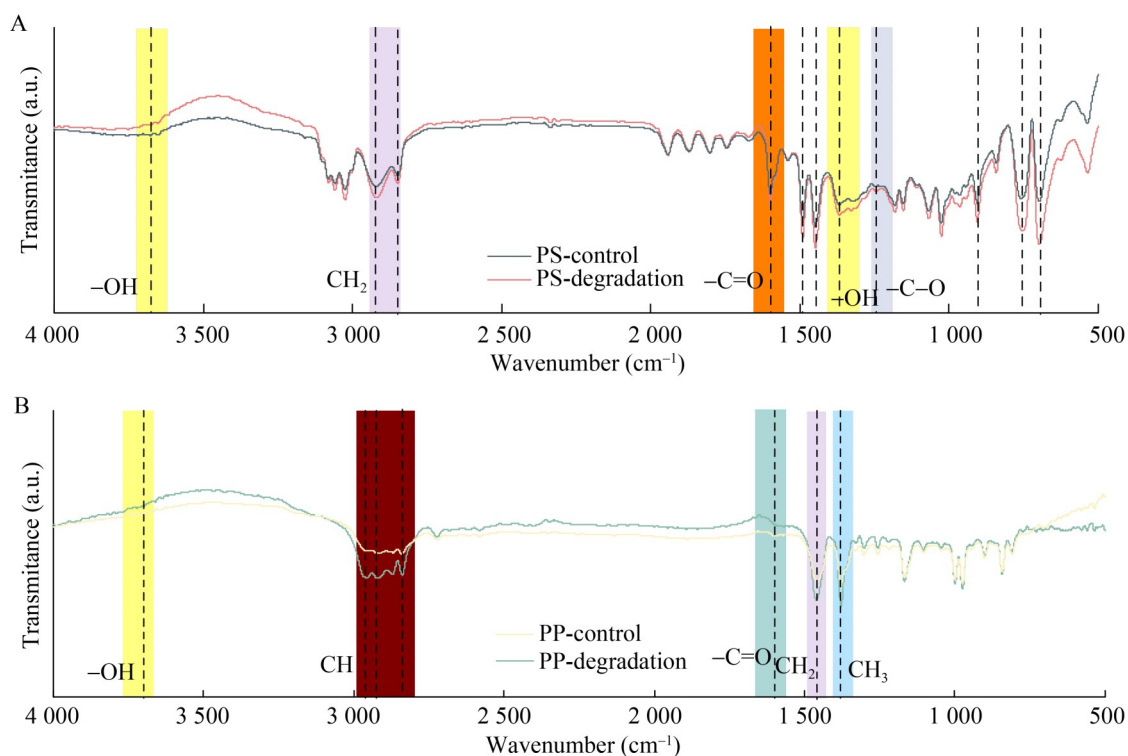 A
Transmittance (a.u.)
–OH
CH₂
PS-control
PS-degradation
–C=O
–OH
–C–O
4 000
3 500
3 000
2 500
2 000
1 500
1 000
500
Wavenumber (cm⁻¹)
B
Transmittance (a.u.)
–OH
CH
PP-control
PP-degradation
–C=O
CH₂
CH₃
4 000
3 500
3 000
2 500
2 000
1 500
1 000
500
Wavenumber (cm⁻¹)